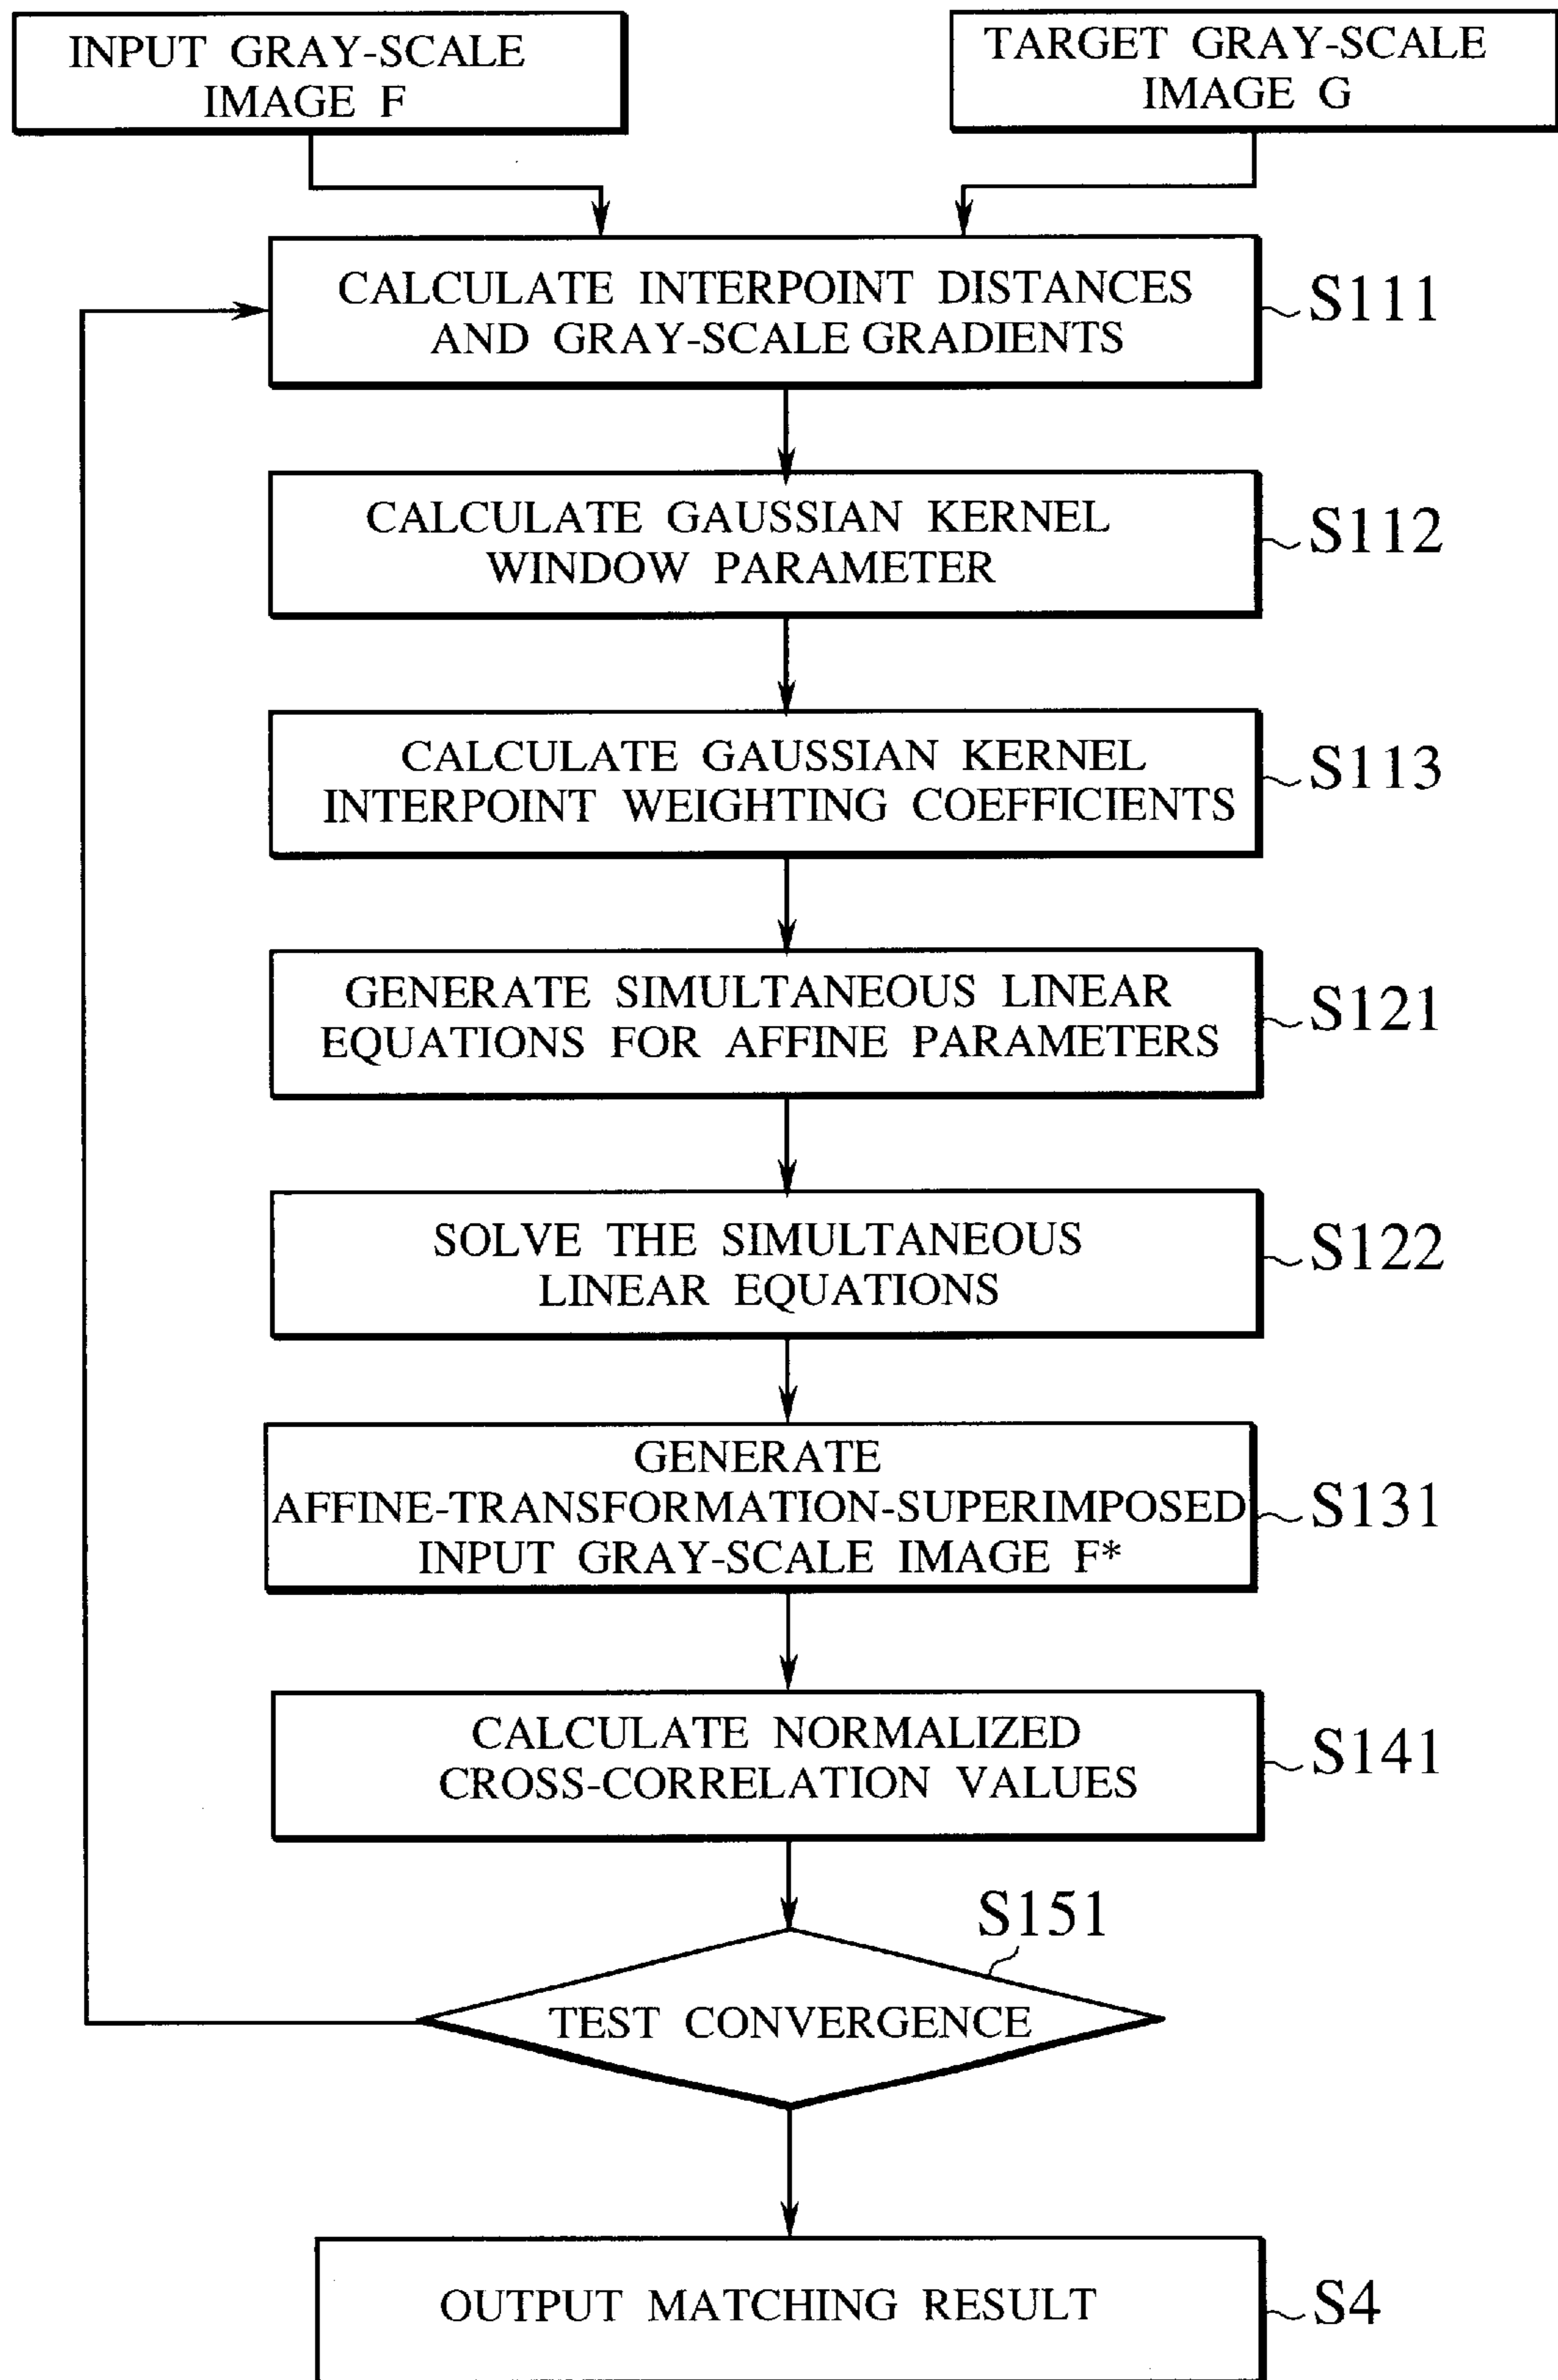 INPUT GRAY-SCALE
IMAGE F
TARGET GRAY-SCALE
IMAGE G
CALCULATE INTERPOINT DISTANCES
AND GRAY-SCALE GRADIENTS
S111
CALCULATE GAUSSIAN KERNEL
WINDOW PARAMETER
S112
CALCULATE GAUSSIAN KERNEL
INTERPOINT WEIGHTING COEFFICIENTS
S113
GENERATE SIMULTANEOUS LINEAR
EQUATIONS FOR AFFINE PARAMETERS
S121
SOLVE THE SIMULTANEOUS
LINEAR EQUATIONS
S122
GENERATE
AFFINE-TRANSFORMATION-SUPERIMPOSED
INPUT GRAY-SCALE IMAGE F*
S131
CALCULATE NORMALIZED
CROSS-CORRELATION VALUES
S141
S151
TEST CONVERGENCE
OUTPUT MATCHING RESULT
S4